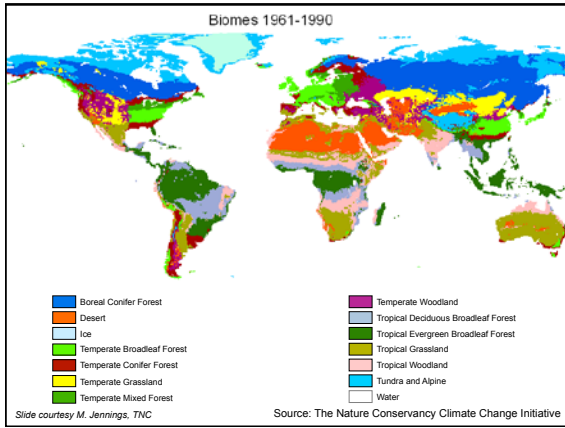 Biomes 1961-1990
Boreal Conifer Forest
Desert
Ice
Temperate Broadleaf Forest
Temperate Conifer Forest
Temperate Grassland
Temperate Mixed Forest
Temperate Woodland
Tropical Deciduous Broadleaf Forest
Tropical Evergreen Broadleaf Forest
Tropical Grassland
Tropical Woodland
Tundra and Alpine
Water
Slide courtesy M. Jennings, TNC
Source: The Nature Conservancy Climate Change Initiative